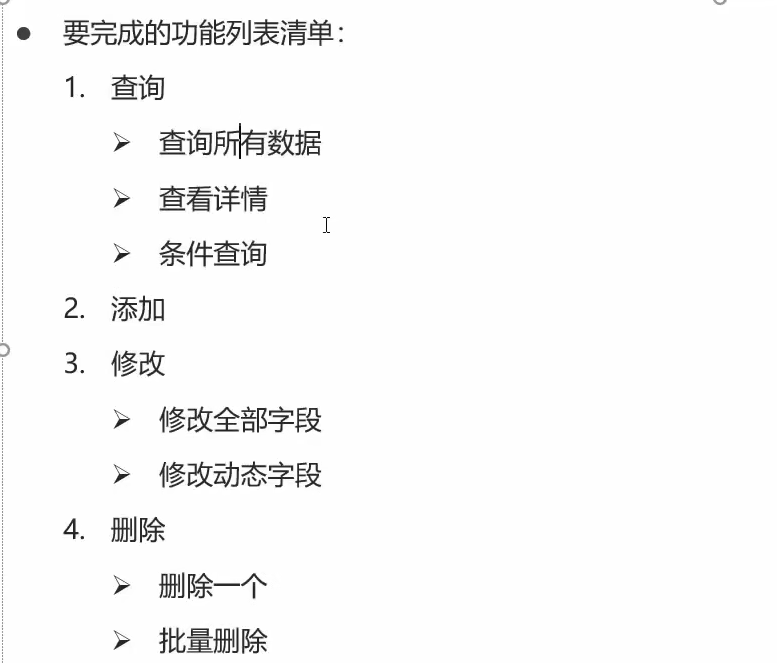 ● 要完成的功能列表清单：
1. 查询
➢ 查询所有数据
➢ 查看详情
➢ 条件查询
2. 添加
3. 修改
➢ 修改全部字段
➢ 修改动态字段
4. 删除
➢ 删除一个
➢ 批量删除